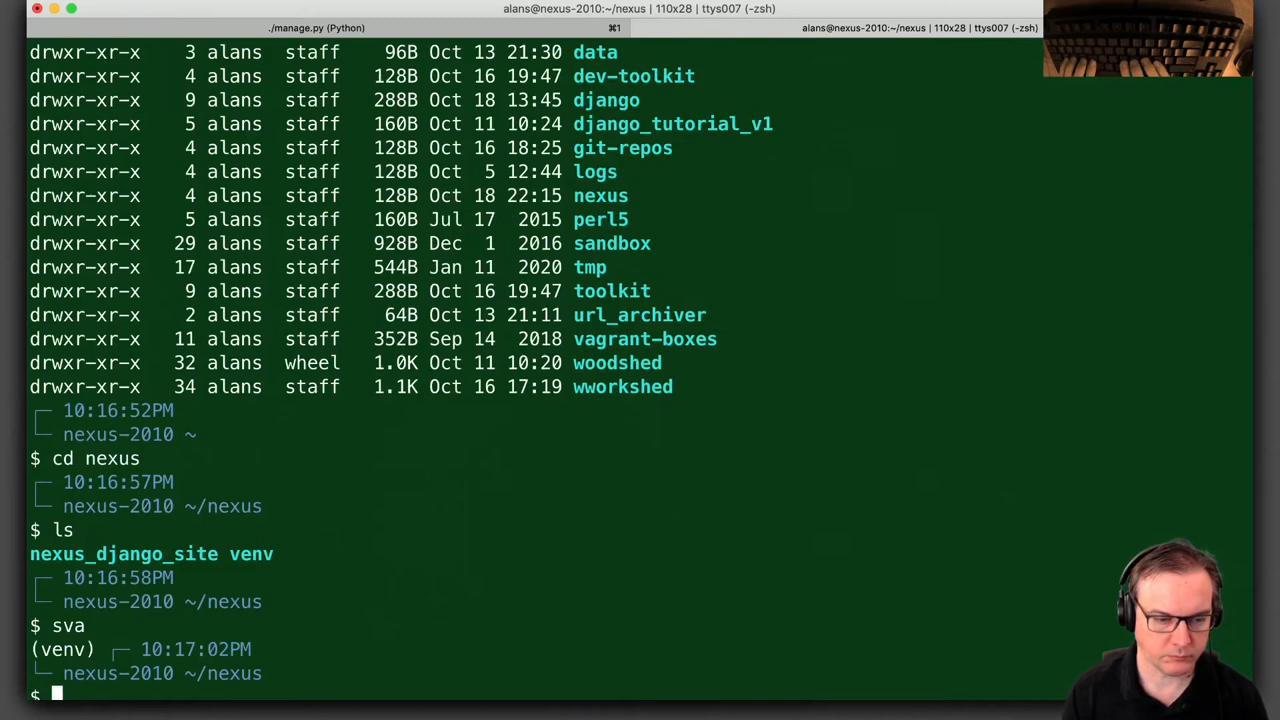 alans@nexus-2010:~/nexus | 110x28 | ttys007 (-zsh)
./manage.py (Python) ⌘1 alans@nexus-2010:~/nexus | 110x28 | ttys007 (-zsh)
drwxr-xr-x 3 alans staff 96B Oct 13 21:30 data
drwxr-xr-x 4 alans staff 128B Oct 16 19:47 dev-toolkit
drwxr-xr-x 9 alans staff 288B Oct 18 13:45 django
drwxr-xr-x 5 alans staff 160B Oct 11 10:24 django_tutorial_v1
drwxr-xr-x 4 alans staff 128B Oct 16 18:25 git-repos
drwxr-xr-x 4 alans staff 128B Oct 5 12:44 logs
drwxr-xr-x 4 alans staff 128B Oct 18 22:15 nexus
drwxr-xr-x 5 alans staff 160B Jul 17 2015 perl5
drwxr-xr-x 29 alans staff 928B Dec 1 2016 sandbox
drwxr-xr-x 17 alans staff 544B Jan 11 2020 tmp
drwxr-xr-x 9 alans staff 288B Oct 16 19:47 toolkit
drwxr-xr-x 2 alans staff 64B Oct 13 21:11 url_archiver
drwxr-xr-x 11 alans staff 352B Sep 14 2018 vagrant-boxes
drwxr-xr-x 32 alans wheel 1.0K Oct 11 10:20 woodshed
drwxr-xr-x 34 alans staff 1.1K Oct 16 17:19 wworkshed
┌─ 10:16:52PM
└─ nexus-2010 ~
$ cd nexus
┌─ 10:16:57PM
└─ nexus-2010 ~/nexus
$ ls
nexus_django_site venv
┌─ 10:16:58PM
└─ nexus-2010 ~/nexus
$ sva
(venv) ┌─ 10:17:02PM
└─ nexus-2010 ~/nexus
$